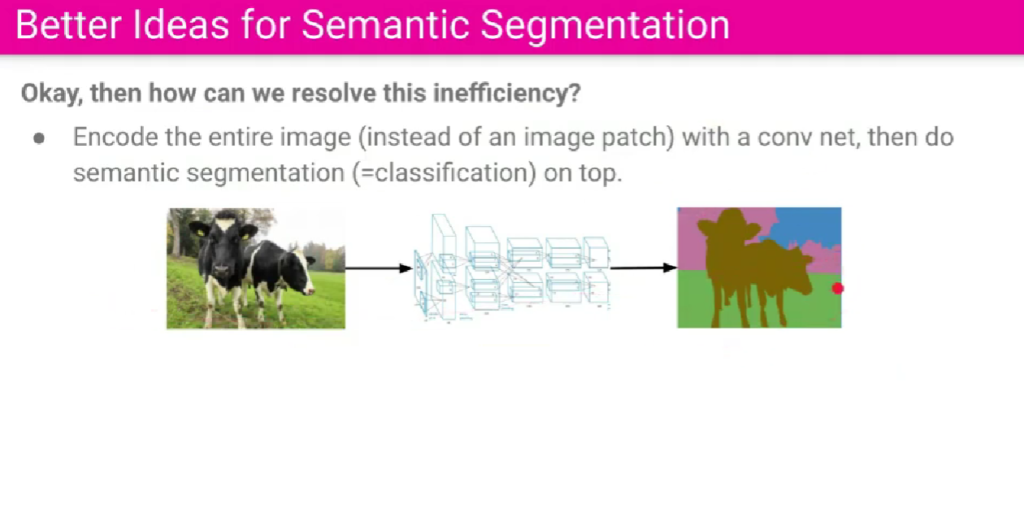 Better Ideas for Semantic Segmentation
Okay, then how can we resolve this inefficiency?
● Encode the entire image (instead of an image patch) with a conv net, then do
semantic segmentation (=classification) on top.